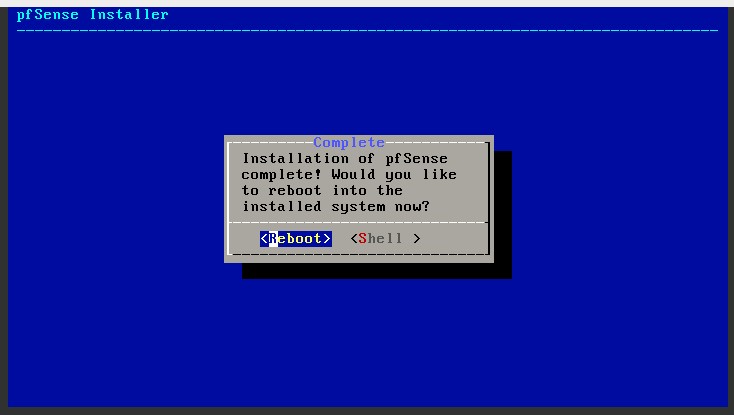 pfSense Installer
Complete
Installation of pfSense
complete! Would you like
to reboot into the
installed system now?
<Reboot> <Shell >